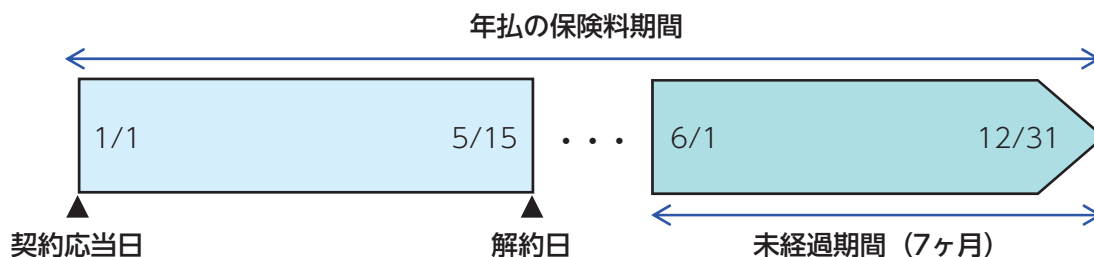 年払の保険料期間
1/1 5/15 ・・・ 6/1 12/31
▲ ▲
契約応当日 解約日 未経過期間（7ヶ月）